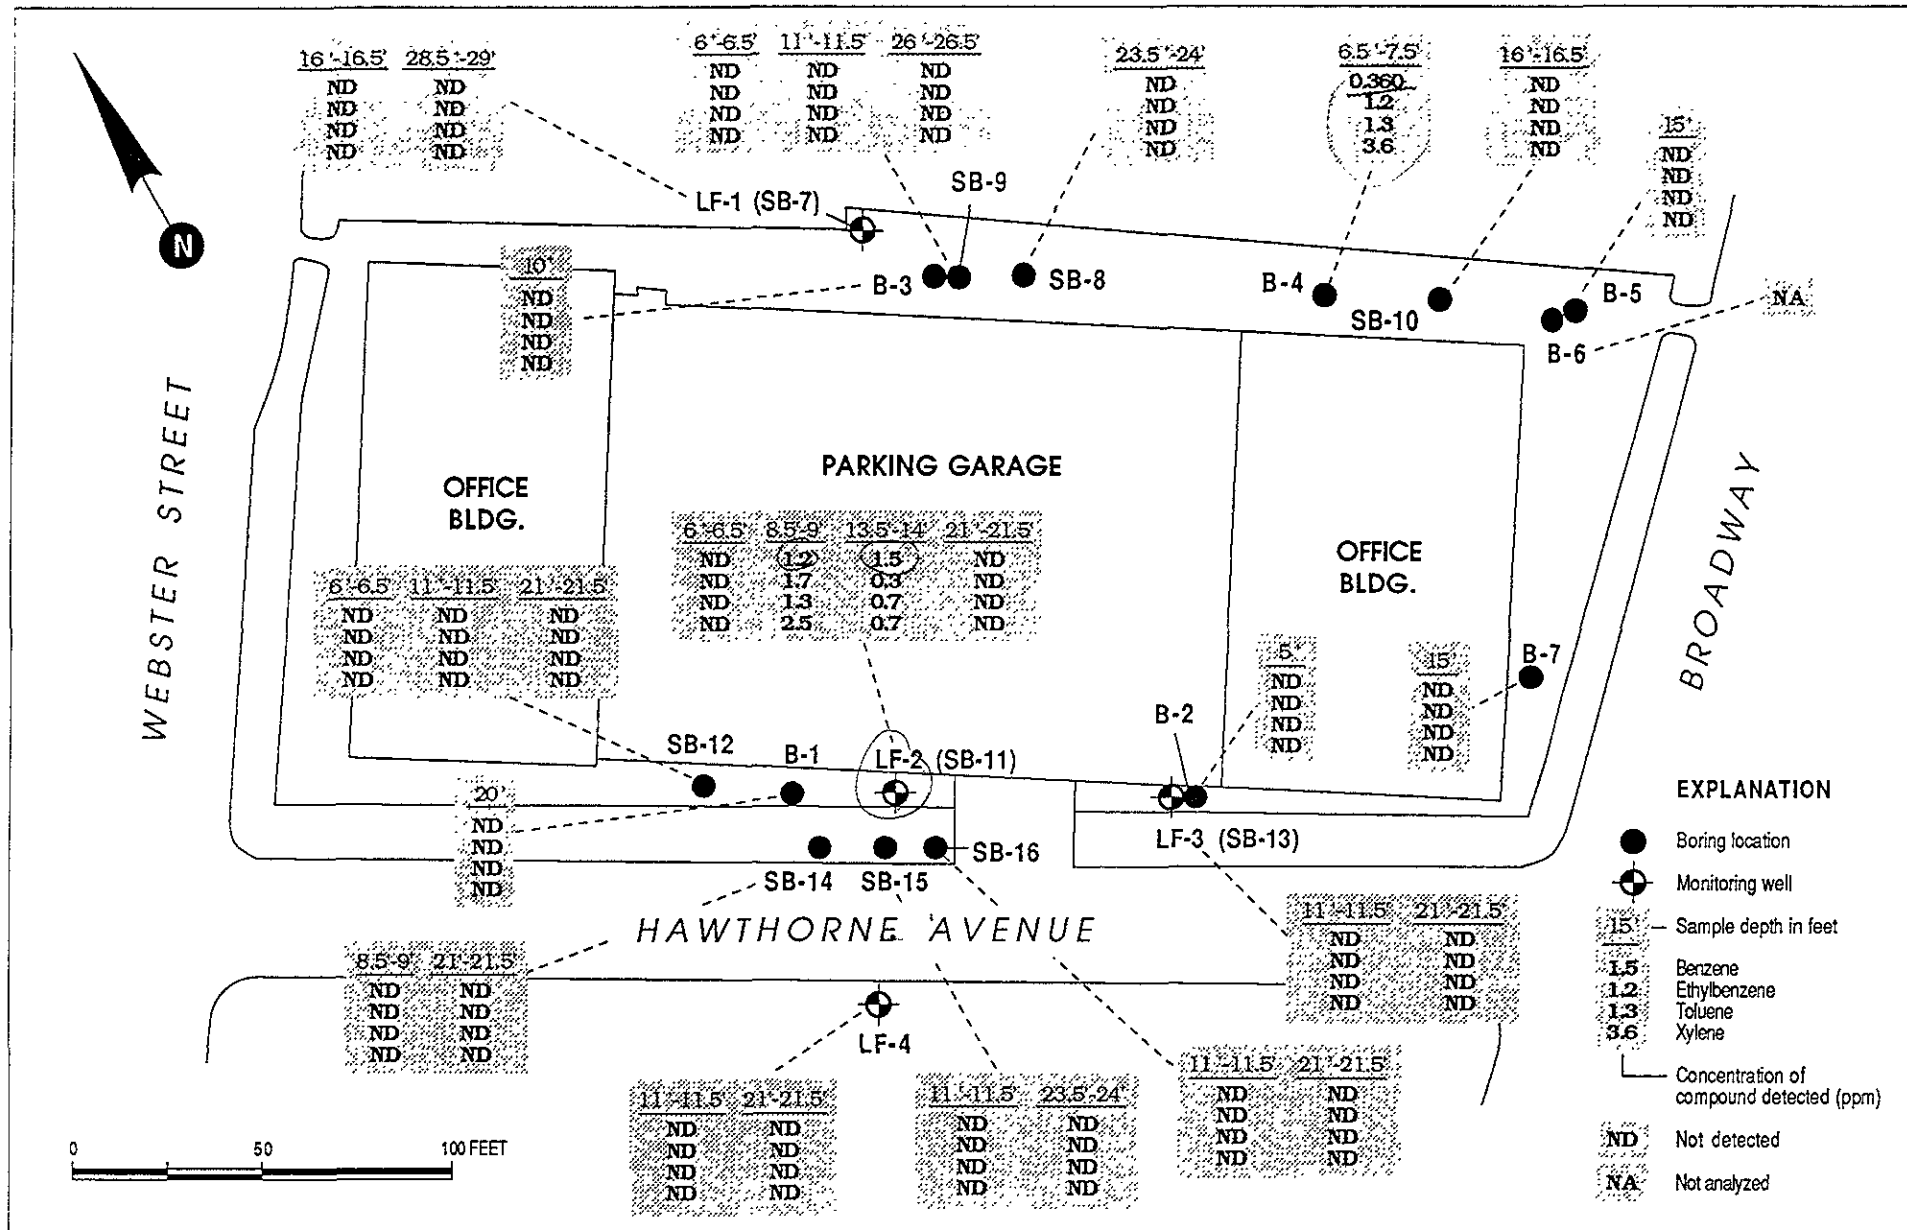 16'-16.5' 28.5'-29'
ND ND
ND ND
ND ND
ND ND
6'-6.5' 11'-11.5' 26'-26.5'
ND ND ND
ND ND ND
ND ND ND
ND ND ND
23.5'-24'
ND
ND
ND
ND
6.5'-7.5'
0.360
1.2
1.3
3.6
16'-16.5'
ND
ND
ND
ND
15'
ND
ND
ND
ND
N
LF-1 (SB-7)
SB-9
B-3
SB-8
B-4
SB-10
B-5
B-6
NA
10'
ND
ND
ND
ND
WEBSTER STREET
OFFICE
BLDG.
PARKING GARAGE
OFFICE
BLDG.
BROADWAY
6'-6.5' 8.5'-9' 13.5'-14' 21'-21.5'
ND 1.2 1.5 ND
ND 1.7 0.3 ND
ND 1.3 0.7 ND
ND 2.5 0.7 ND
6'-6.5' 11'-11.5' 21'-21.5'
ND ND ND
ND ND ND
ND ND ND
ND ND ND
5'
ND
ND
ND
ND
15'
ND
ND
ND
ND
B-7
SB-12
B-1
LF-2 (SB-11)
B-2
20'
ND
ND
ND
ND
SB-14
SB-15
SB-16
LF-3 (SB-13)
HAWTHORNE AVENUE
8.5'-9' 21'-21.5'
ND ND
ND ND
ND ND
ND ND
LF-4
11'-11.5' 21'-21.5'
ND ND
ND ND
ND ND
ND ND
11'-11.5' 21'-21.5'
ND ND
ND ND
ND ND
ND ND
11'-11.5' 23.5'-24'
ND ND
ND ND
ND ND
ND ND
11'-11.5' 21'-21.5'
ND ND
ND ND
ND ND
ND ND
0 50 100 FEET
EXPLANATION
Boring location
Monitoring well
15' Sample depth in feet
1.5 Benzene
1.2 Ethylbenzene
1.3 Toluene
3.6 Xylene
Concentration of
compound detected (ppm)
ND Not detected
NA Not analyzed